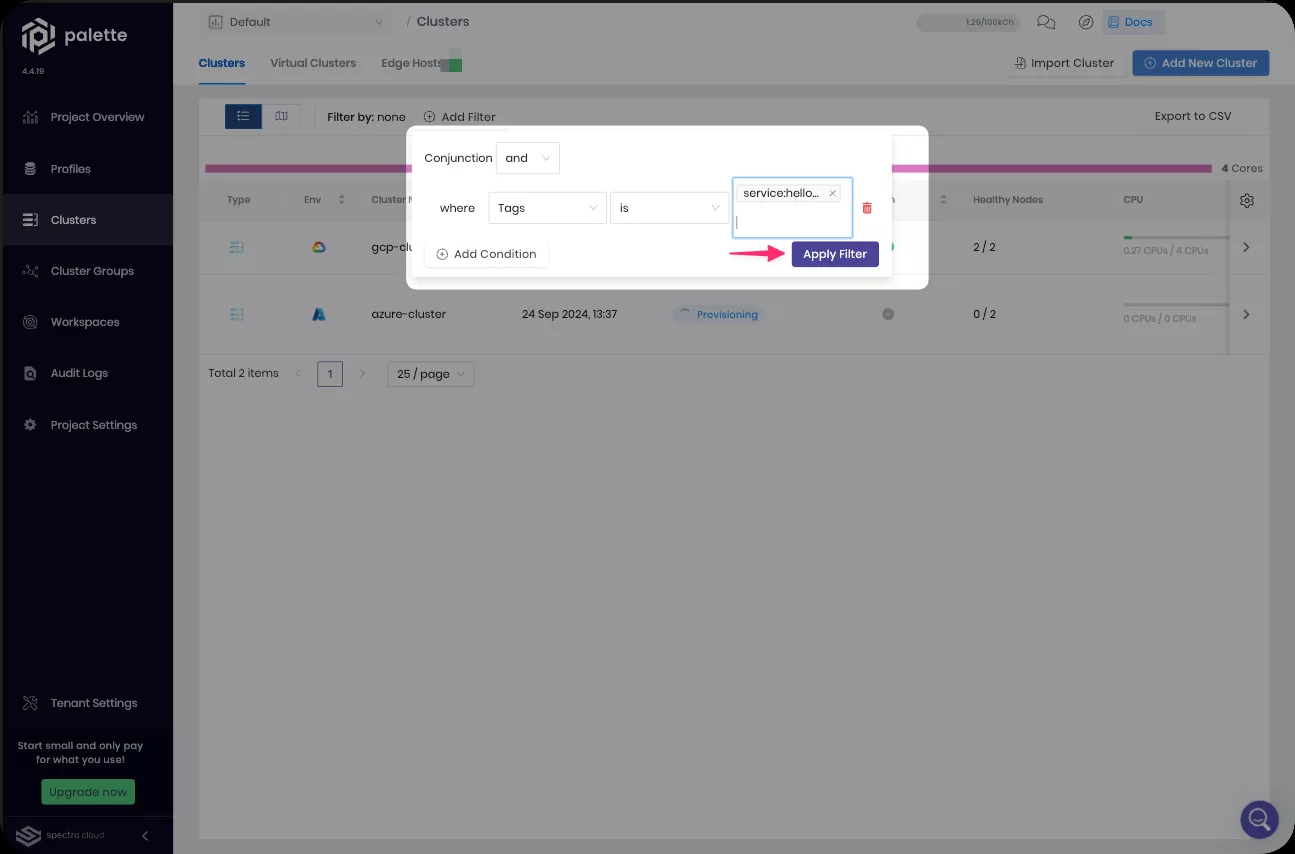 palette
4.4.19
Project Overview
Profiles
Clusters
Cluster Groups
Workspaces
Audit Logs
Project Settings
Tenant Settings
Start small and only pay
for what you use!
Upgrade now
spectro cloud
Default
/ Clusters
1.29/100kCh
Docs
Clusters
Virtual Clusters
Edge Hosts
Import Cluster
Add New Cluster
Filter by: none
Add Filter
Export to CSV
Conjunction
and
4 Cores
where
Tags
is
service:hello...
Add Condition
Apply Filter
Type
Env
Healthy Nodes
CPU
2 / 2
0.27 CPUs / 4 CPUs
azure-cluster
24 Sep 2024, 13:37
Provisioning
0 / 2
0 CPUs / 0 CPUs
Total 2 items
1
25 / page